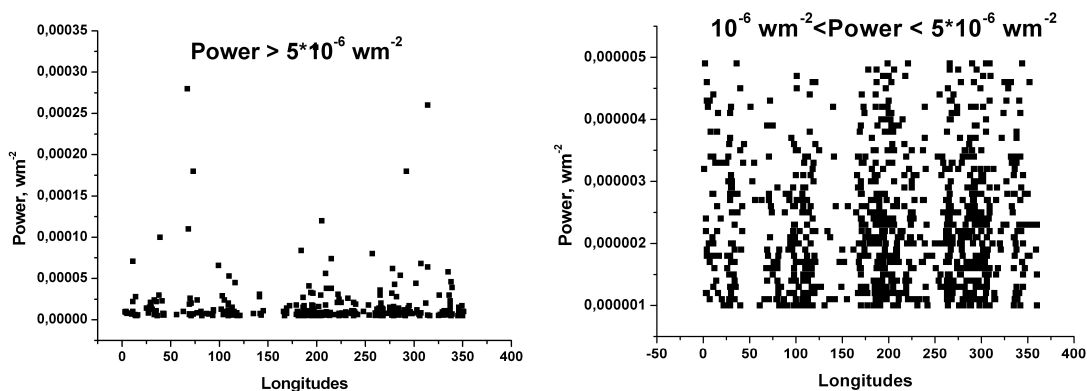 Power > 5*10⁻⁶ wm⁻²
0,00035
0,00030
0,00025
0,00020
0,00015
0,00010
0,00005
0,00000
Power, wm⁻²
0 50 100 150 200 250 300 350 400
Longitudes
10⁻⁶ wm⁻²<Power < 5*10⁻⁶ wm⁻²
0,000005
0,000004
0,000003
0,000002
0,000001
Power, wm⁻²
-50 0 50 100 150 200 250 300 350 400
Longitudes